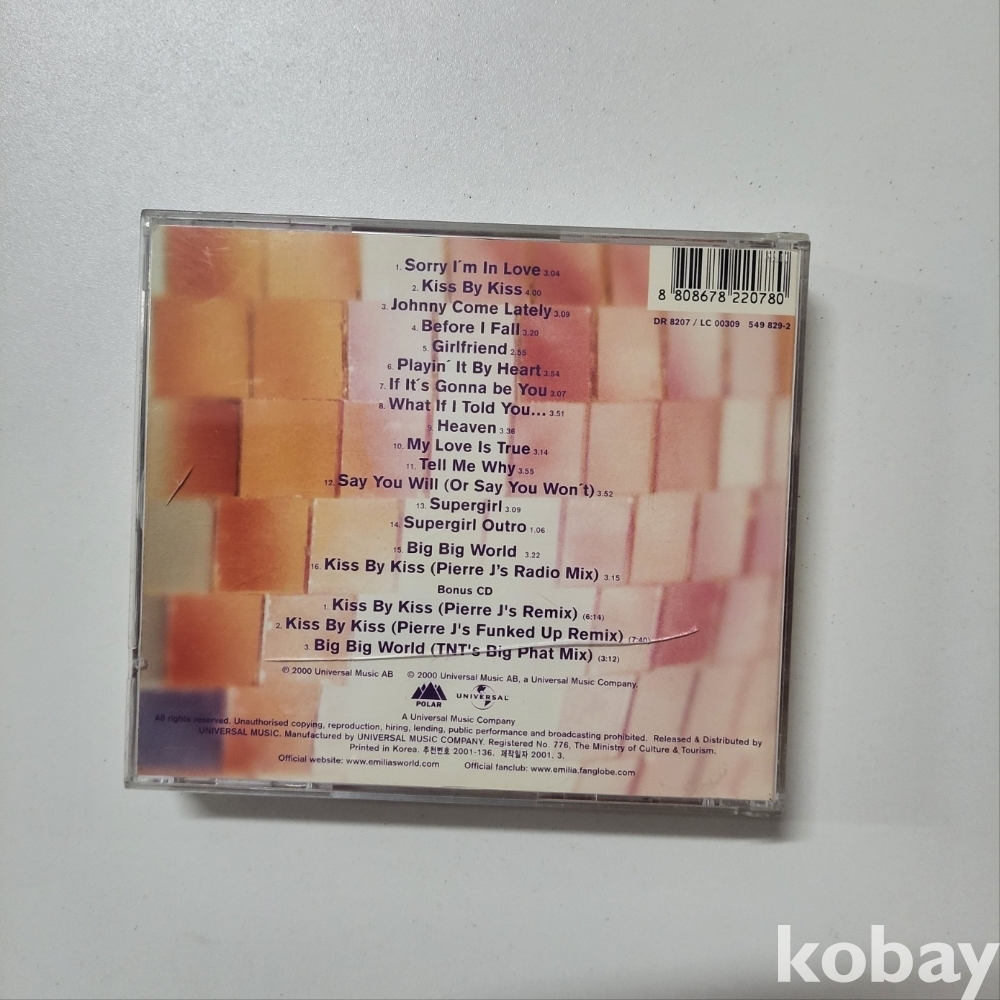 1. Sorry I´m In Love 3.04
2. Kiss By Kiss 4.00
3. Johnny Come Lately 3.09
4. Before I Fall 3.20
5. Girlfriend 2.55
6. Playin´ It By Heart 3.54
7. If It´s Gonna be You 3.07
8. What If I Told You... 3.51
9. Heaven 3.36
10. My Love Is True 3.14
11. Tell Me Why 3.55
12. Say You Will (Or Say You Won´t) 3.52
13. Supergirl 3.09
14. Supergirl Outro 1.06
15. Big Big World 3.22
16. Kiss By Kiss (Pierre J's Radio Mix) 3.15
Bonus CD
1. Kiss By Kiss (Pierre J's Remix) (6:14)
2. Kiss By Kiss (Pierre J's Funked Up Remix) (7:40)
3. Big Big World (TNT's Big Phat Mix) (3:12)
8 808678 220780
DR 8207 / LC 00309 549 829-2
℗ 2000 Universal Music AB © 2000 Universal Music AB, a Universal Music Company.
POLAR UNIVERSAL
A Universal Music Company
All rights reserved. Unauthorised copying, reproduction, hiring, lending, public performance and broadcasting prohibited. Released & Distributed by
UNIVERSAL MUSIC. Manufactured by UNIVERSAL MUSIC COMPANY. Registered No. 776, The Ministry of Culture & Tourism.
Printed in Korea. 추천번호 2001-136. 제작일자 2001. 3.
Official website: www.emiliasworld.com Official fanclub: www.emilia.fanglobe.com
kobay